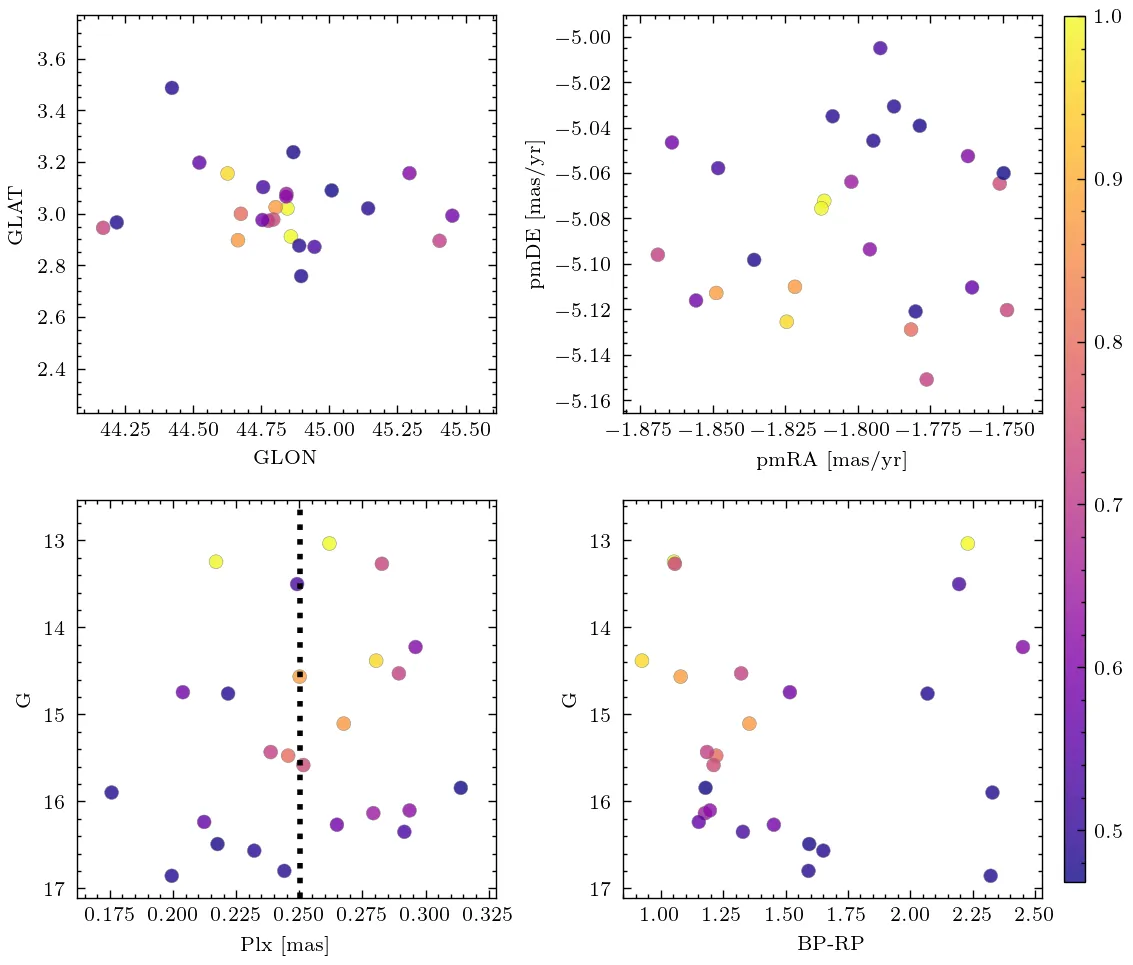 3.6
3.4
3.2
3.0
2.8
2.6
2.4
GLAT
44.25 44.50 44.75 45.00 45.25 45.50
GLON
−5.00
−5.02
−5.04
−5.06
−5.08
−5.10
−5.12
−5.14
−5.16
pmDE [mas/yr]
−1.875 −1.850 −1.825 −1.800 −1.775 −1.750
pmRA [mas/yr]
1.0
0.9
0.8
0.7
0.6
0.5
13
14
15
16
17
G
0.175 0.200 0.225 0.250 0.275 0.300 0.325
Plx [mas]
13
14
15
16
17
G
1.00 1.25 1.50 1.75 2.00 2.25 2.50
BP-RP